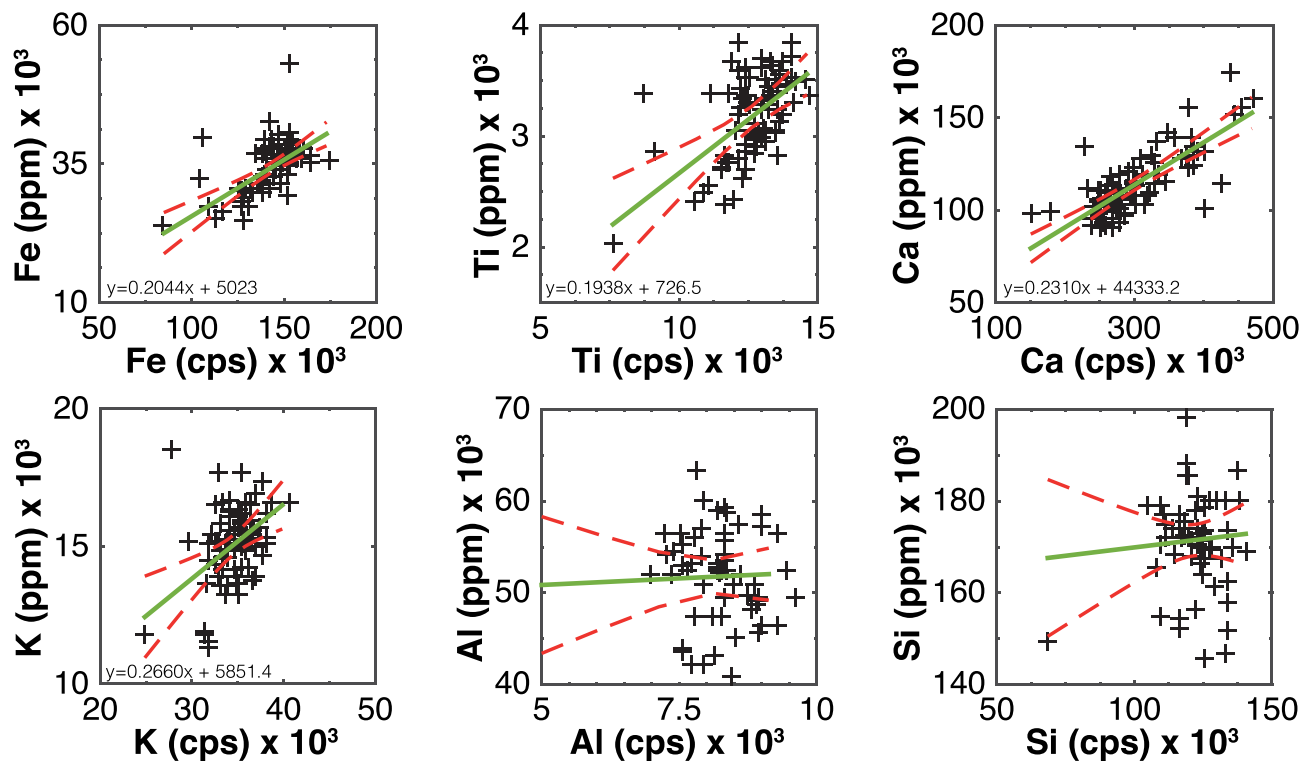 60
35
10
Fe (ppm) x 10³
y=0.2044x + 5023
50 100 150 200
Fe (cps) x 10³
4
3
2
Ti (ppm) x 10³
y=0.1938x + 726.5
5 10 15
Ti (cps) x 10³
200
150
100
50
Ca (ppm) x 10³
y=0.2310x + 44333.2
100 300 500
Ca (cps) x 10³
20
15
10
K (ppm) x 10³
y=0.2660x + 5851.4
20 30 40 50
K (cps) x 10³
70
60
50
40
Al (ppm) x 10³
5 7.5 10
Al (cps) x 10³
200
180
160
140
Si (ppm) x 10³
50 100 150
Si (cps) x 10³